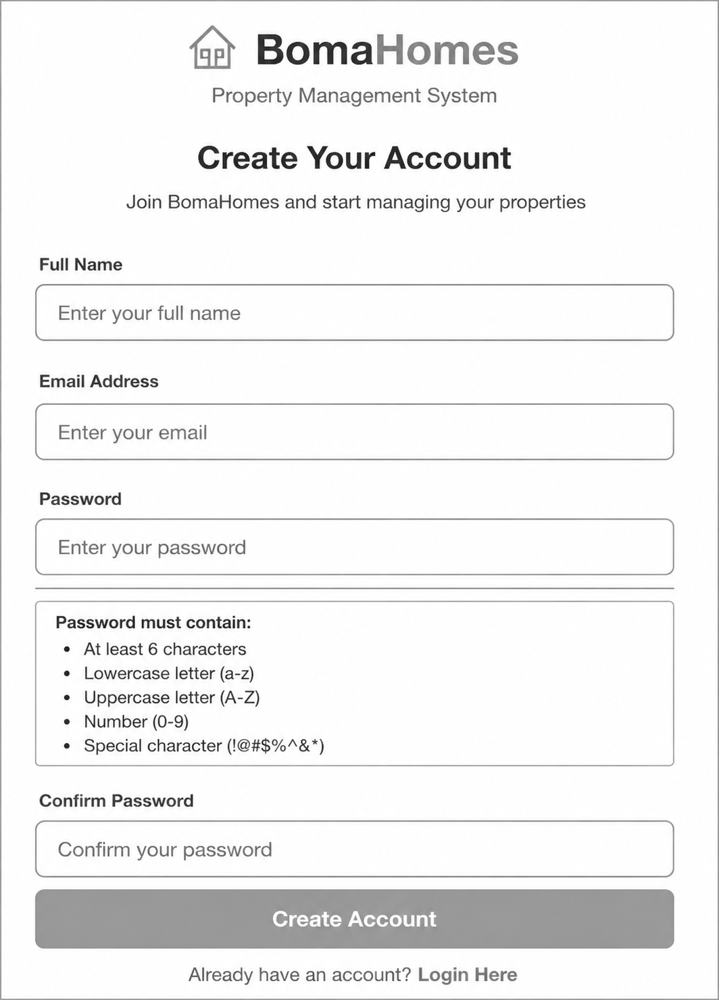 BomaHomes
Property Management System
Create Your Account
Join BomaHomes and start managing your properties
Full Name
Enter your full name
Email Address
Enter your email
Password
Enter your password
Password must contain:
• At least 6 characters
• Lowercase letter (a-z)
• Uppercase letter (A-Z)
• Number (0-9)
• Special character (!@#$%^&*)
Confirm Password
Confirm your password
Create Account
Already have an account? Login Here